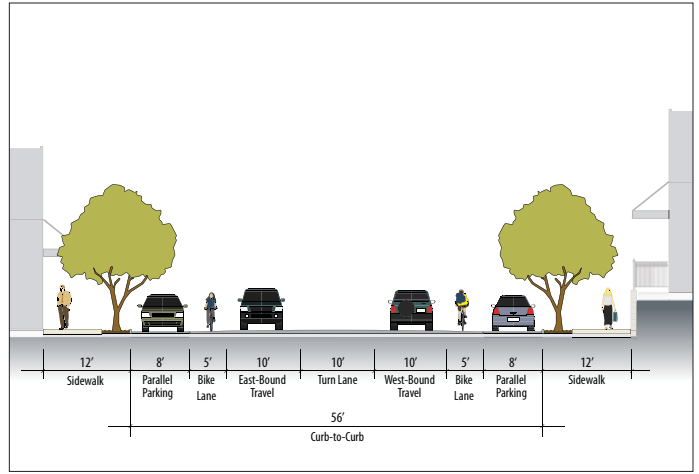 12’ 8’ 5’ 10’ 10’ 10’ 5’ 8’ 12’
Sidewalk Parallel Bike East-Bound Turn Lane West-Bound Bike Parallel Sidewalk
Parking Lane Travel Travel Lane Parking
56’
Curb-to-Curb